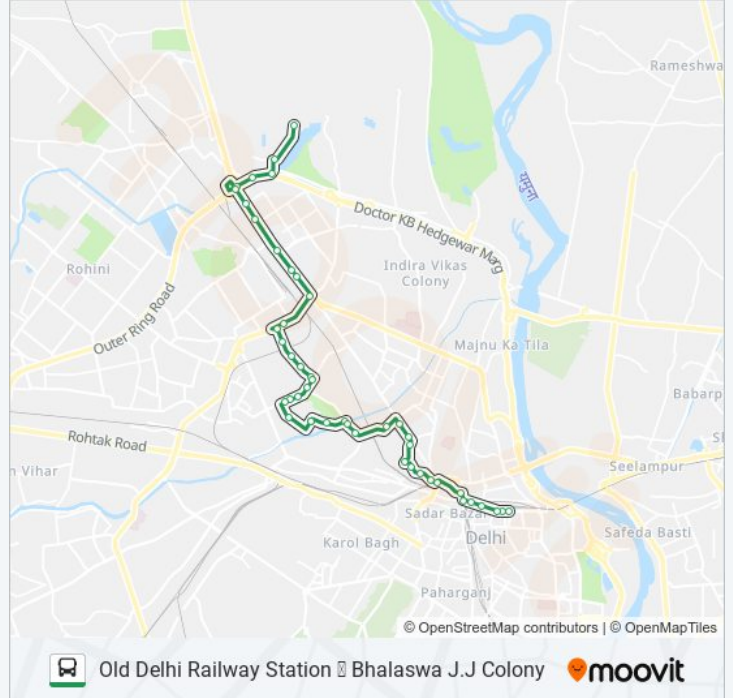 Rameshwa
यमुना
Doctor KB Hedgewar Marg
Rohini
Indira Vikas
Colony
Outer Ring Road
Majnu Ka Tila
Babarp
Rohtak Road
n Vihar
Seelampur
Sadar Bazar
Karol Bagh
Delhi
Safeda Basti
Paharganj
© OpenStreetMap contributors | © OpenMapTiles
Old Delhi Railway Station Bhalaswa J.J Colony
moovit